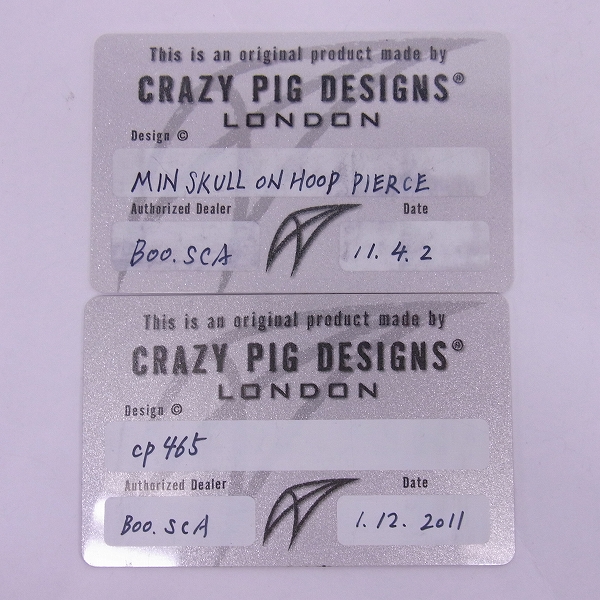 This is an original product made by
CRAZY PIG DESIGNS®
LONDON
Design ©
MIN SKULL ON HOOP PIERCE
Authorized Dealer Date
Boo.SCA 11.4.2
This is an original product made by
CRAZY PIG DESIGNS®
LONDON
Design ©
cp465
Authorized Dealer Date
Boo.SCA 1.12.2011